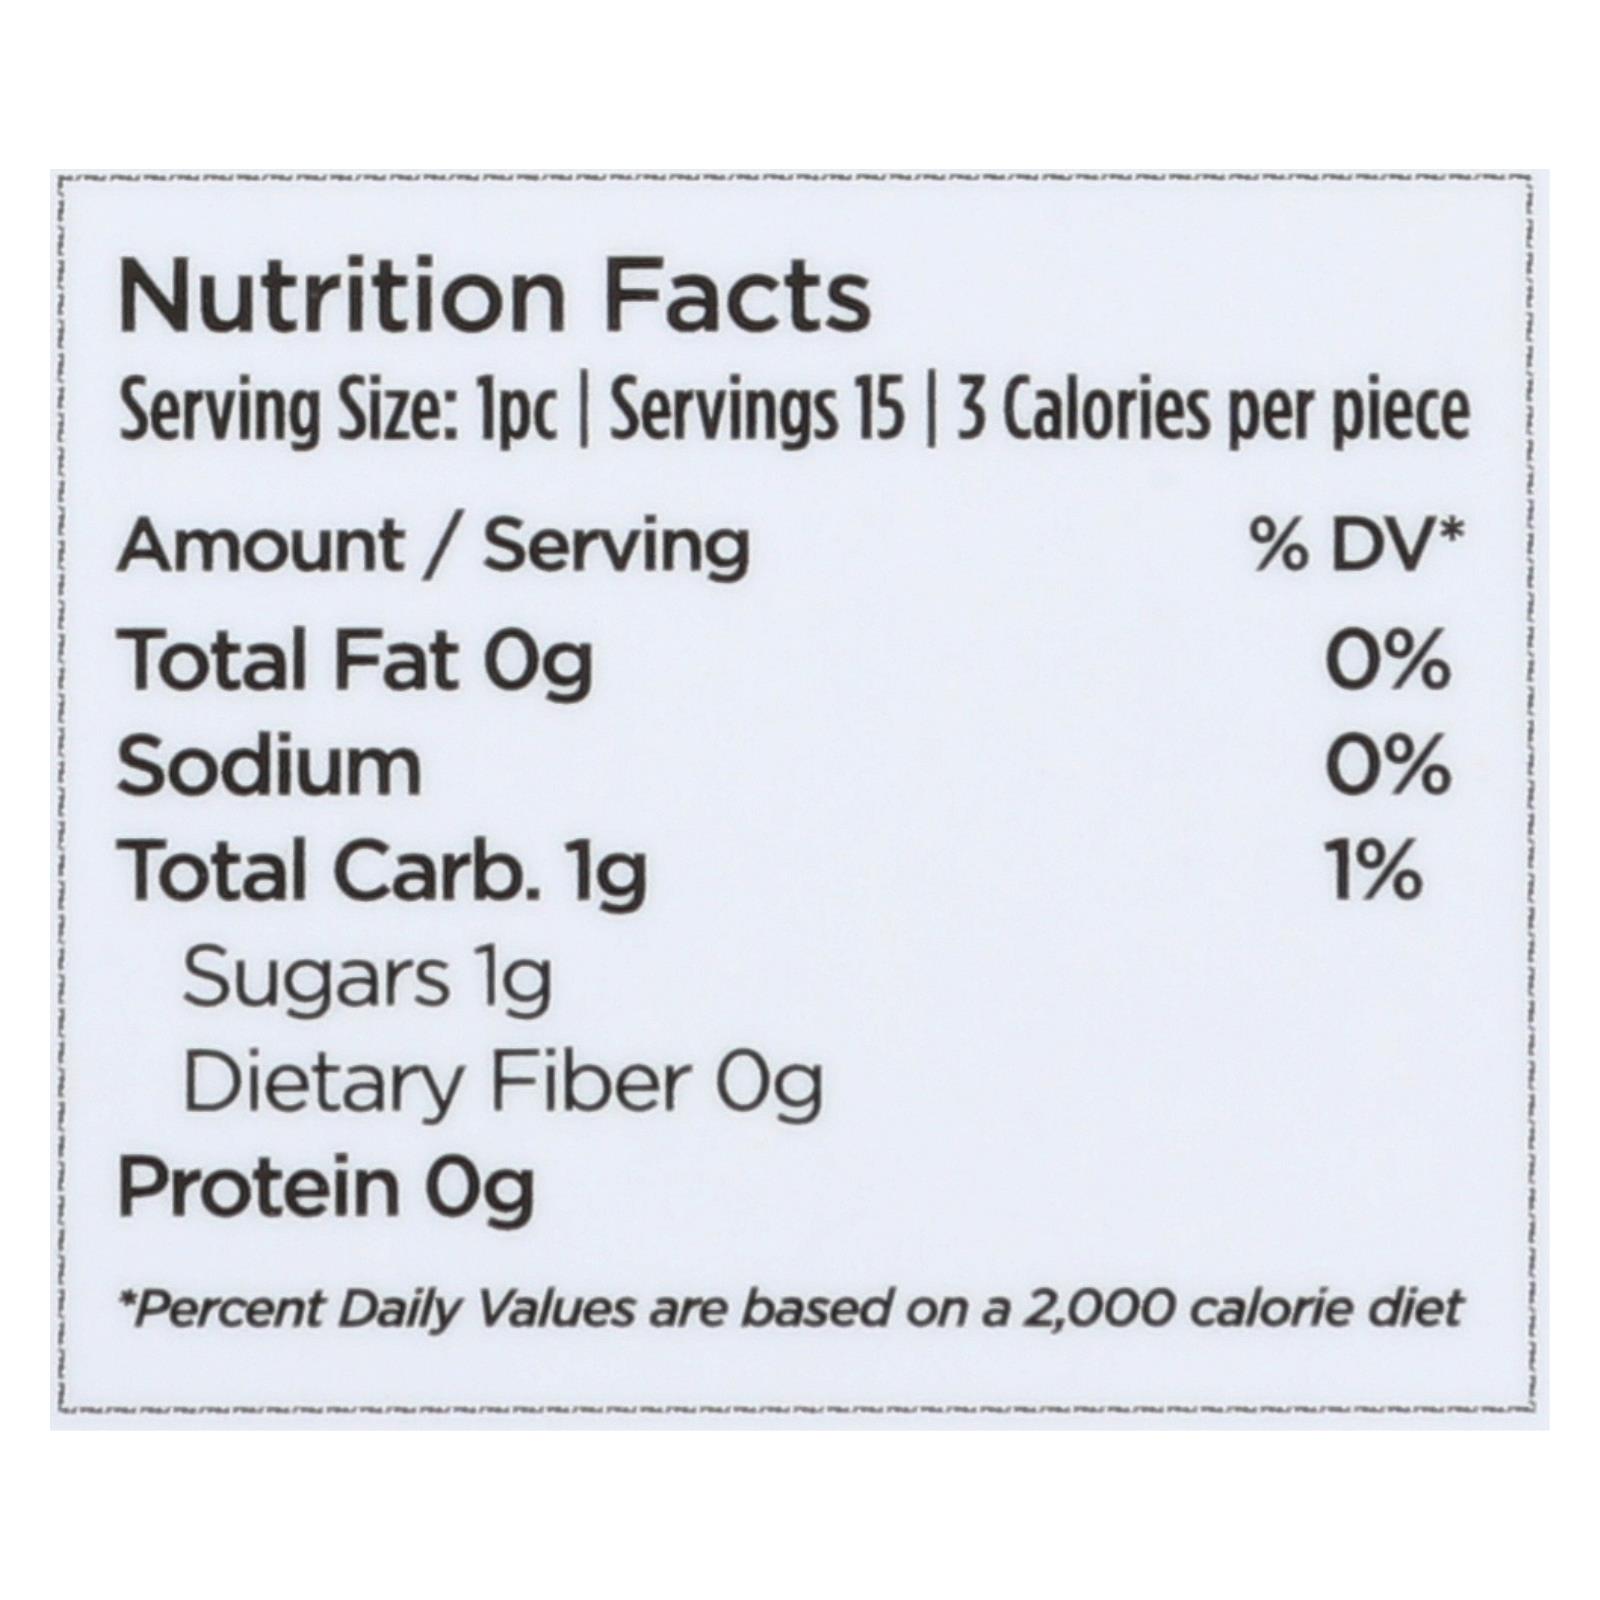 Nutrition Facts
Serving Size: 1pc | Servings 15 | 3 Calories per piece
Amount / Serving % DV*
Total Fat 0g 0%
Sodium 0%
Total Carb. 1g 1%
Sugars 1g
Dietary Fiber 0g
Protein 0g
*Percent Daily Values are based on a 2,000 calorie diet